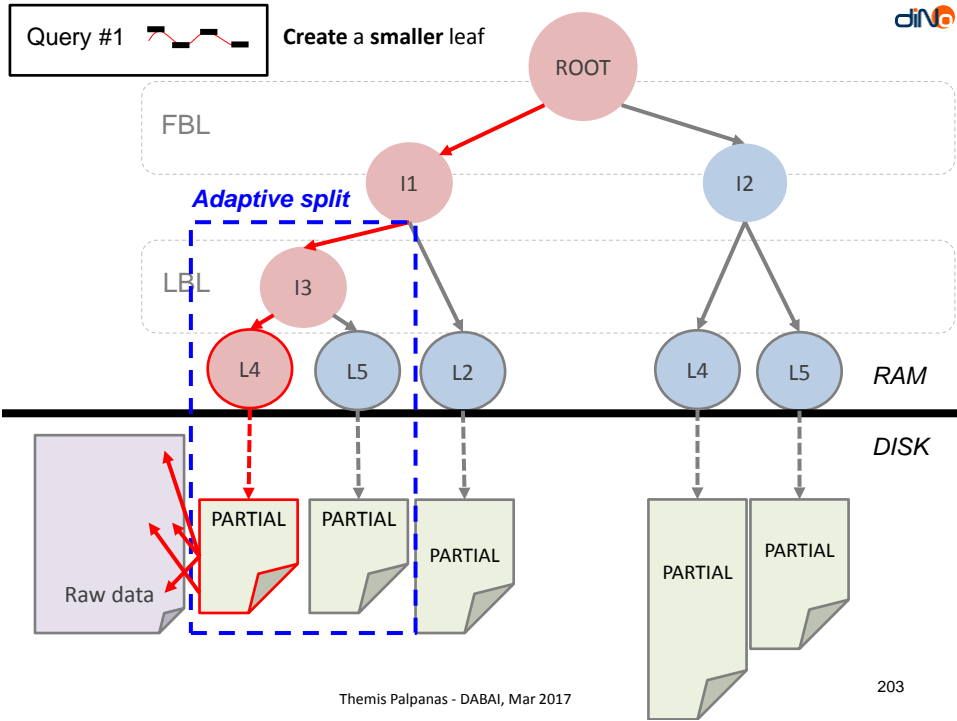 Query #1
Create a smaller leaf
diNo
ROOT
FBL
I1
I2
Adaptive split
LBL
I3
L4
L5
L2
L4
L5
RAM
DISK
PARTIAL
PARTIAL
PARTIAL
PARTIAL
PARTIAL
Raw data
Themis Palpanas - DABAI, Mar 2017
203